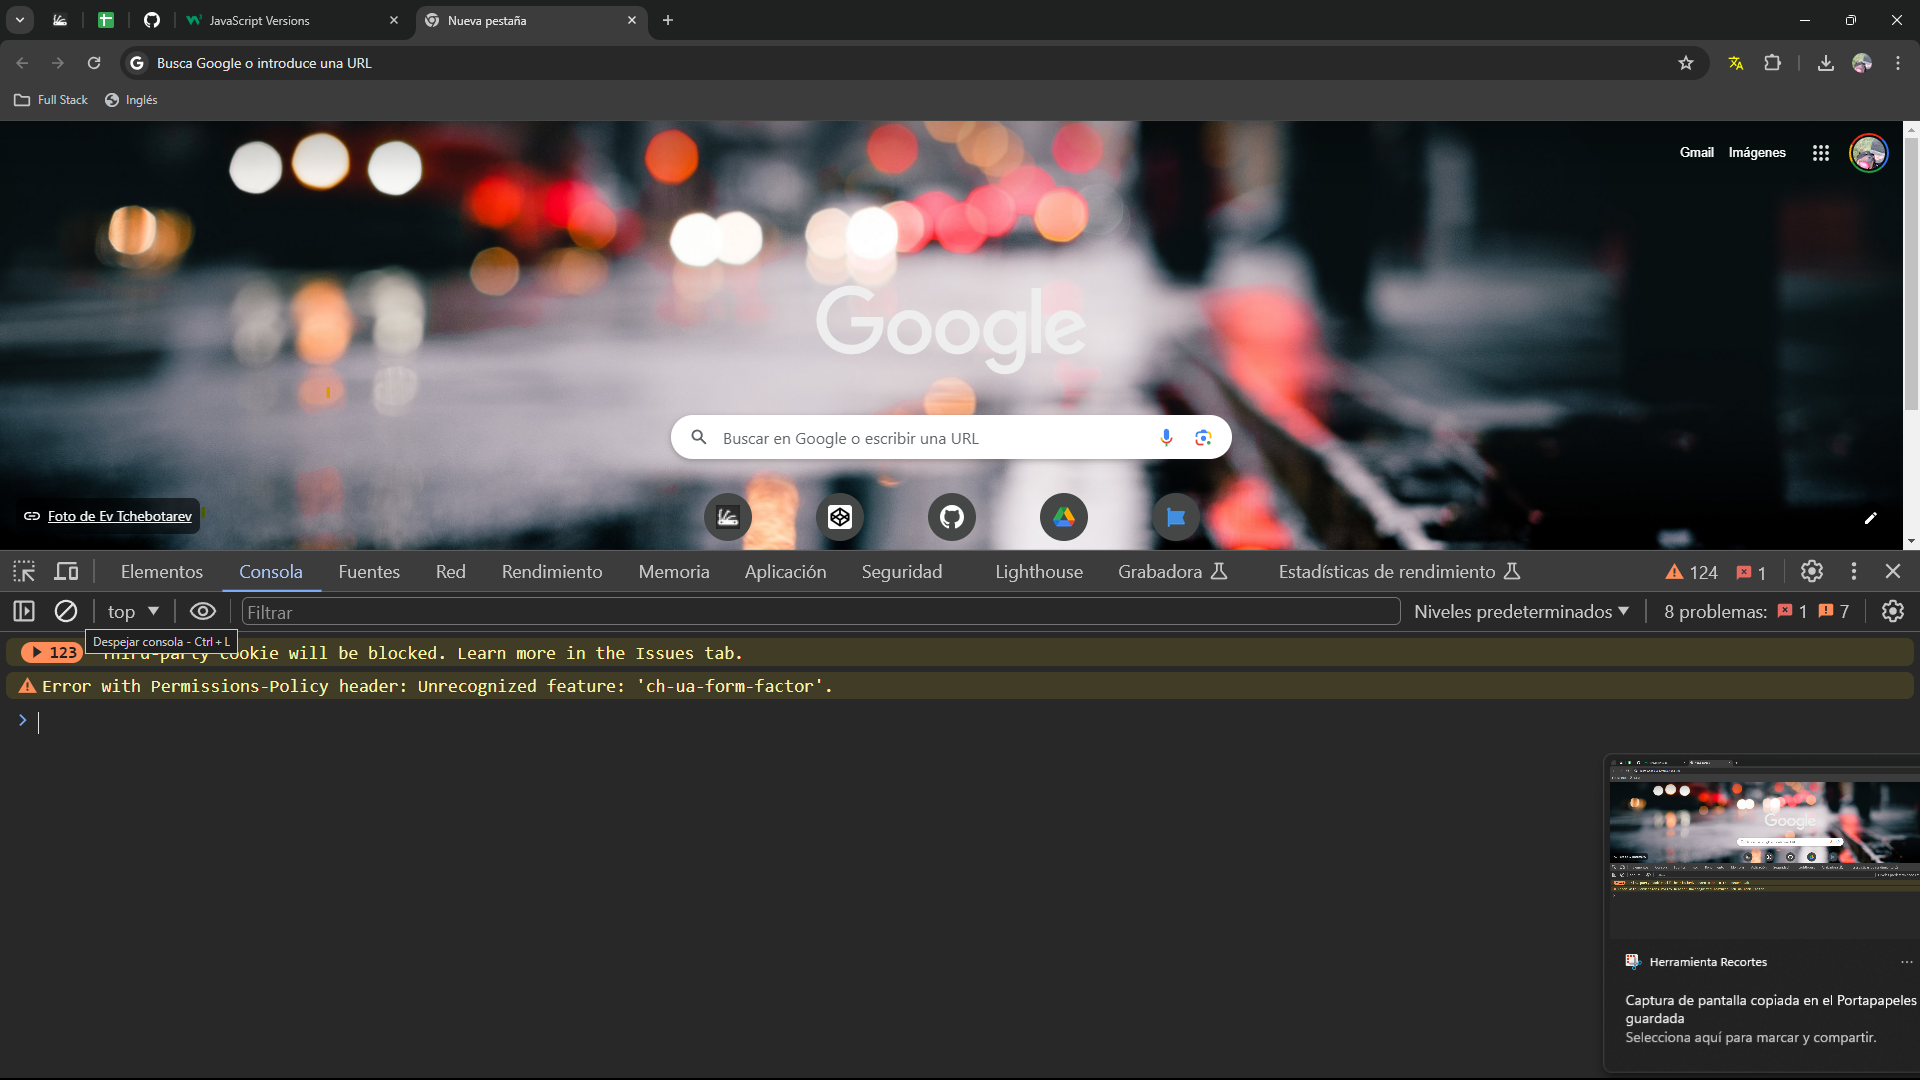 JavaScript Versions
Nueva pestaña
Busca Google o introduce una URL
Full Stack
Inglés
Gmail
Imágenes
Google
Buscar en Google o escribir una URL
Foto de Ev Tchebotarev
Elementos
Consola
Fuentes
Red
Rendimiento
Memoria
Aplicación
Seguridad
Lighthouse
Grabadora
Estadísticas de rendimiento
124
1
top
Filtrar
Niveles predeterminados
8 problemas:
1
7
Despejar consola - Ctrl + L
123 Third-party cookie will be blocked. Learn more in the Issues tab.
Error with Permissions-Policy header: Unrecognized feature: 'ch-ua-form-factor'.
Google
Herramienta Recortes
Captura de pantalla copiada en el Portapapeles
guardada
Selecciona aquí para marcar y compartir.